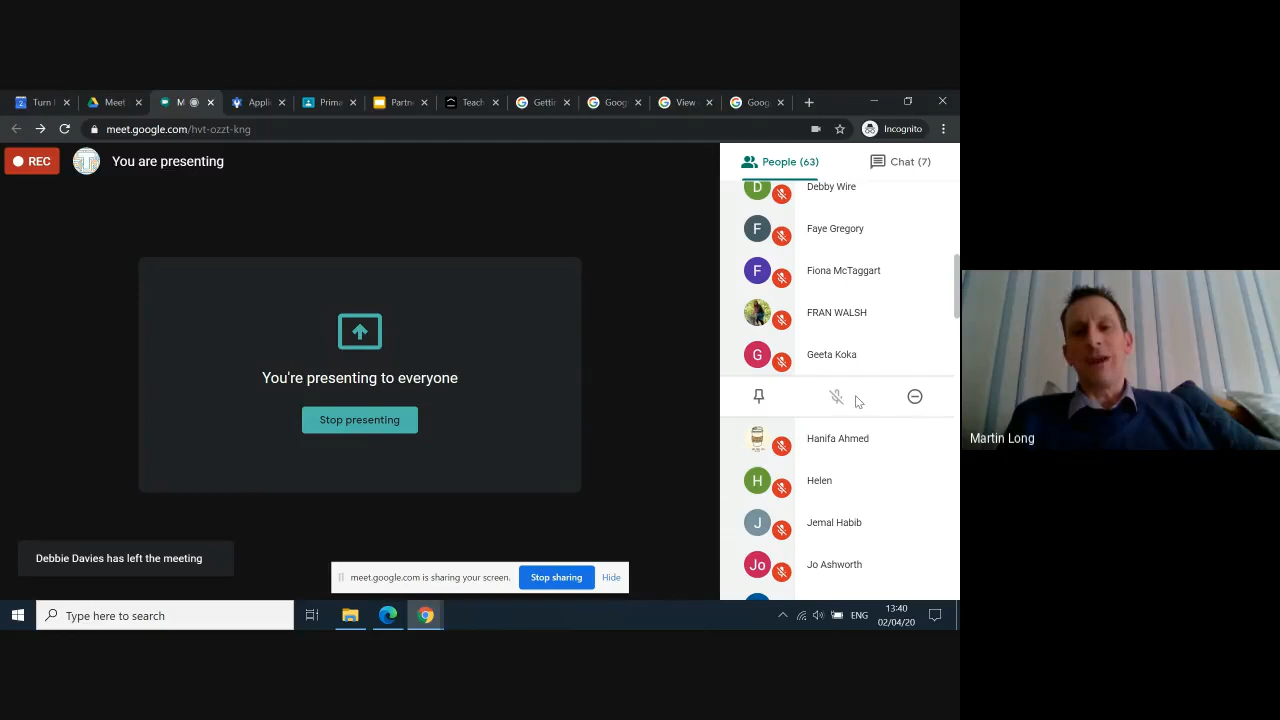 Turn
Meet
M
Appli
Prima
Partn
Teach
Gettin
Goog
View
Goog
meet.google.com/hvt-ozzt-kng
Incognito
REC
You are presenting
People (63)
Chat (7)
D Debby Wire
F Faye Gregory
F Fiona McTaggart
FRAN WALSH
G Geeta Koka
You're presenting to everyone
Stop presenting
Hanifa Ahmed
H Helen
J Jemal Habib
Jo Jo Ashworth
Martin Long
Debbie Davies has left the meeting
meet.google.com is sharing your screen.
Stop sharing
Hide
Type here to search
ENG
13:40
02/04/20